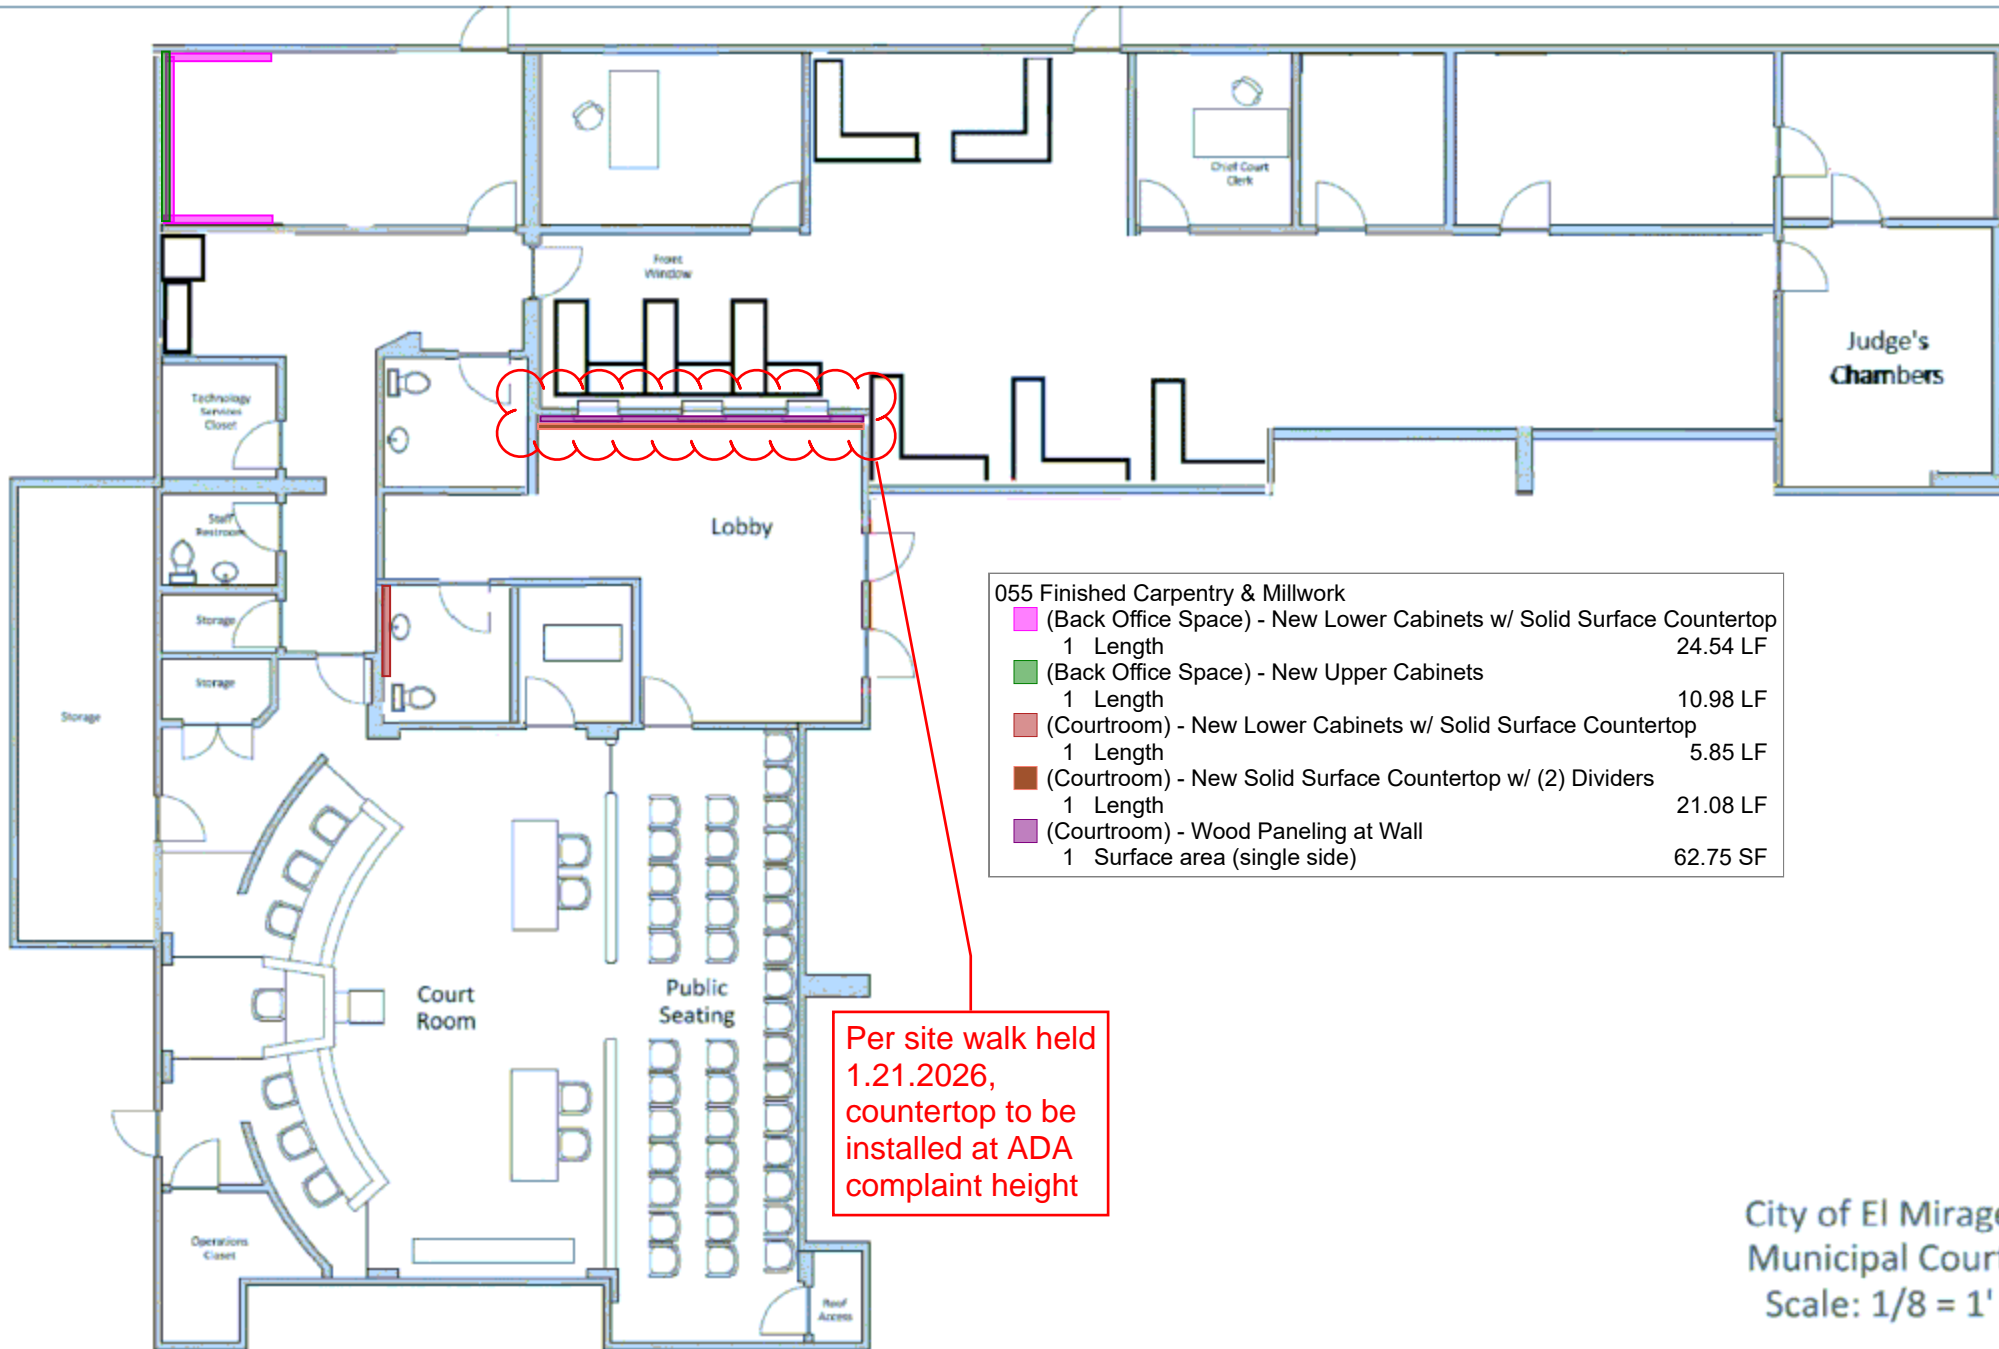 Chief Court
Clerk
Front
Window
Judge's
Chambers
Technology
Services
Closet
Staff
Restroom
Lobby
Storage
Storage
Storage
055 Finished Carpentry & Millwork
(Back Office Space) - New Lower Cabinets w/ Solid Surface Countertop
1 Length 24.54 LF
(Back Office Space) - New Upper Cabinets
1 Length 10.98 LF
(Courtroom) - New Lower Cabinets w/ Solid Surface Countertop
1 Length 5.85 LF
(Courtroom) - New Solid Surface Countertop w/ (2) Dividers
1 Length 21.08 LF
(Courtroom) - Wood Paneling at Wall
1 Surface area (single side) 62.75 SF
Court
Room
Public
Seating
Per site walk held
1.21.2026,
countertop to be
installed at ADA
complaint height
Operations
Closet
Roof
Access
City of El Mirage
Municipal Court
Scale: 1/8 = 1'